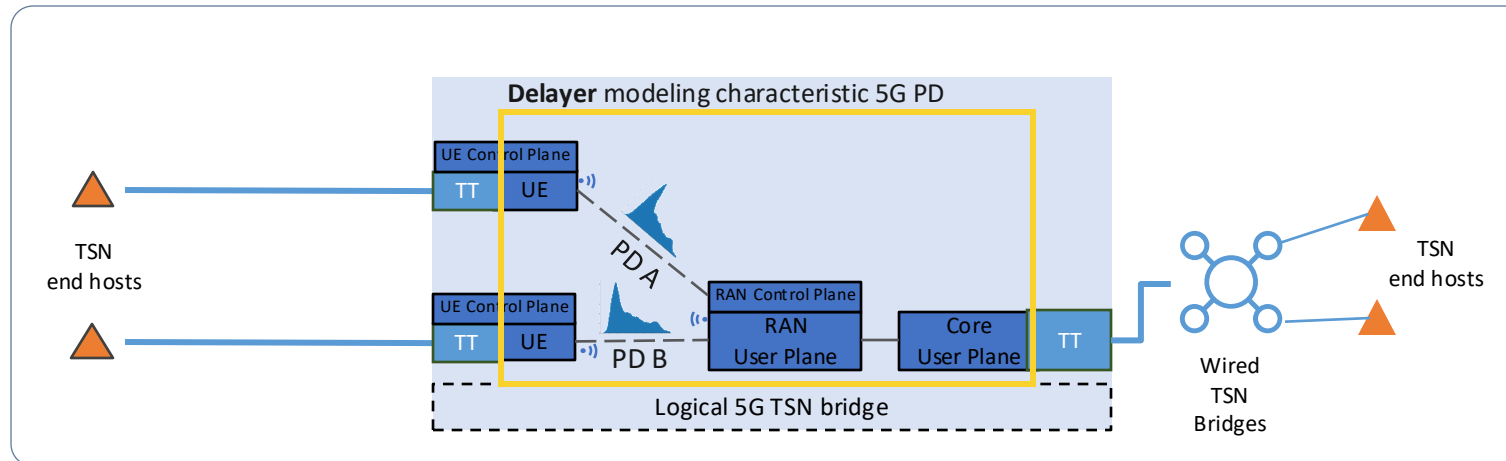 Delayer modeling characteristic 5G PD
UE Control Plane
TT
UE
TSN
end hosts
PD A
UE Control Plane
TT
UE
PD B
RAN Control Plane
RAN
User Plane
Core
User Plane
TT
Logical 5G TSN bridge
Wired
TSN
Bridges
TSN
end hosts